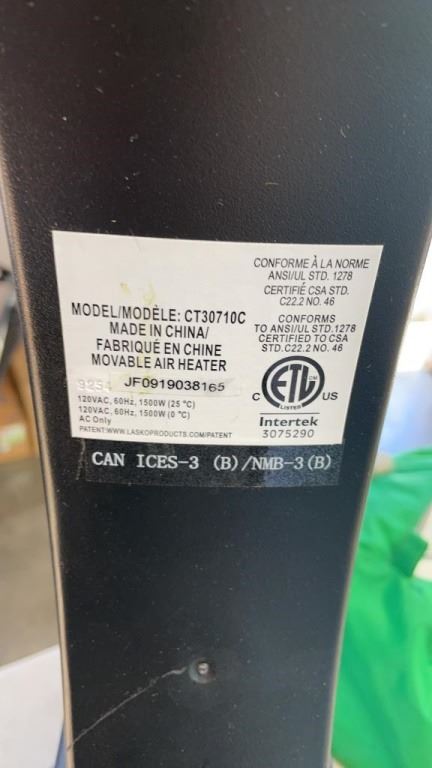 CONFORME À LA NORME
ANSI/UL STD. 1278
CERTIFIÉ CSA STD.
C22.2 NO. 46
MODEL/MODÈLE: CT30710C
MADE IN CHINA/
FABRIQUÉ EN CHINE
MOVABLE AIR HEATER
JF0919038165
120VAC, 60Hz, 1500W (25 °C)
120VAC, 60Hz, 1500W (0 °C)
AC Only
PATENT:WWW.LASKOPRODUCTS.COM/PATENT
CONFORMS
TO ANSI/UL STD.1278
CERTIFIED TO CSA
STD.C22.2 NO. 46
C ETL US
LISTED
Intertek
3075290
CAN ICES-3 (B)/NMB-3(B)